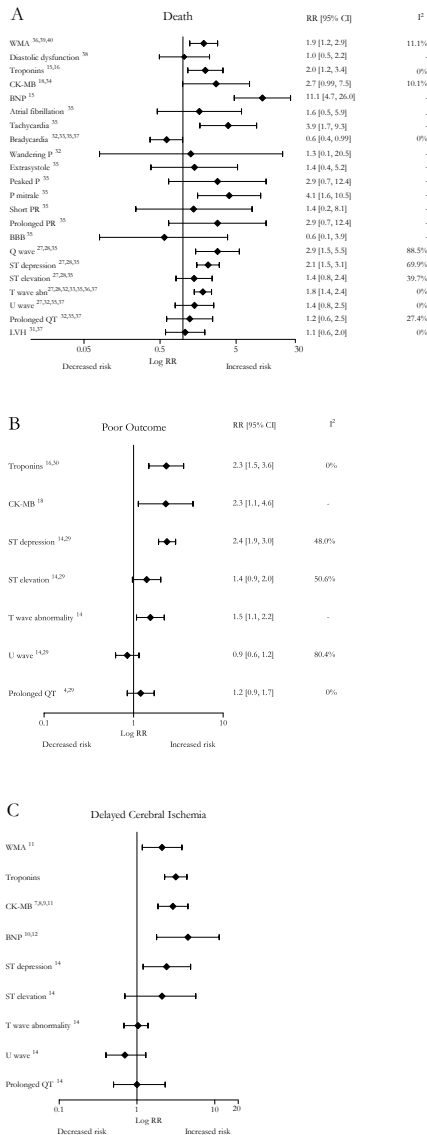 A Death RR [95% CI] I²
WMA 36,39,40 1.9 [1.2, 2.9] 11.1%
Diastolic dysfunction 38 1.0 [0.5, 2.2] -
Troponins 15,16 2.0 [1.2, 3.4] 0%
CK-MB 18,34 2.7 [0.99, 7.5] 10.1%
BNP 15 11.1 [4.7, 26.0] -
Atrial fibrillation 35 1.6 [0.5, 5.9] -
Tachycardia 35 3.9 [1.7, 9.3] -
Bradycardia 32,33,35,37 0.6 [0.4, 0.99] 0%
Wandering P 32 1.3 [0.1, 20.5] -
Extrasystole 35 1.4 [0.4, 5.2] -
Peaked P 35 2.9 [0.7, 12.4] -
P mitrale 35 4.1 [1.6, 10.5] -
Short PR 35 1.4 [0.2, 8.1] -
Prolonged PR 35 2.9 [0.7, 12.4] -
BBB 35 0.6 [0.1, 3.9] -
Q wave 27,28,35 2.9 [1.5, 5.5] 88.5%
ST depression 27,28,35 2.1 [1.5, 3.1] 69.9%
ST elevation 27,28,35 1.4 [0.8, 2.4] 39.7%
T wave abn 27,28,32,33,35,36,37 1.8 [1.4, 2.4] 0%
U wave 27,32,35,37 1.4 [0.8, 2.5] 0%
Prolonged QT 32,35,37 1.2 [0.6, 2.5] 27.4%
LVH 31,37 1.1 [0.6, 2.0] 0%
0.05 0.5 5 30
Decreased risk Log RR Increased risk
B Poor Outcome RR [95% CI] I²
Troponins 16,30 2.3 [1.5, 3.6] 0%
CK-MB 18 2.3 [1.1, 4.6] -
ST depression 14,29 2.4 [1.9, 3.0] 48.0%
ST elevation 14,29 1.4 [0.9, 2.0] 50.6%
T wave abnormality 14 1.5 [1.1, 2.2] -
U wave 14,29 0.9 [0.6, 1.2] 80.4%
Prolonged QT 4,29 1.2 [0.9, 1.7] 0%
0.1 1 10
Log RR
Decreased risk Increased risk
C Delayed Cerebral Ischemia
WMA 11
Troponins
CK-MB 7,8,9,11
BNP 10,12
ST depression 14
ST elevation 14
T wave abnormality 14
U wave 14
Prolonged QT 14
0.1 1 10 20
Log RR
Decreased risk Increased risk